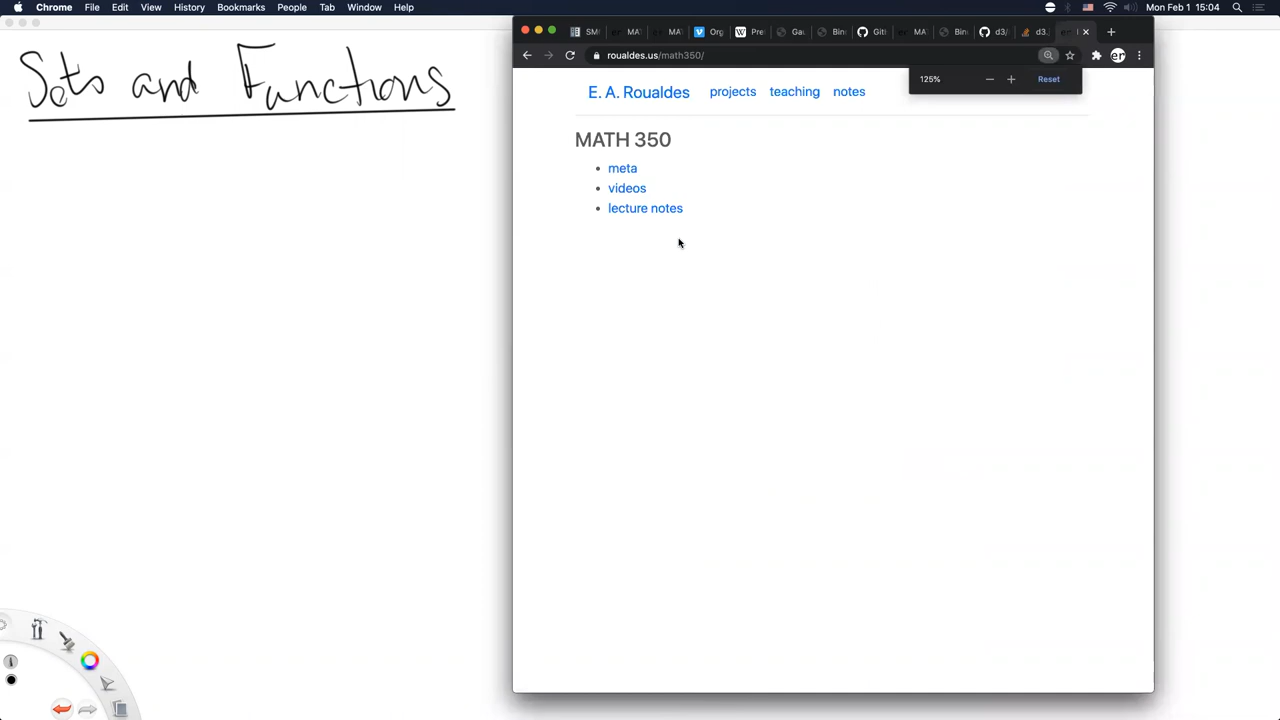 Chrome File Edit View History Bookmarks People Tab Window Help Mon Feb 1 15:04
Sets and Functions
roualdes.us/math350/
125% Reset
E. A. Roualdes projects teaching notes
MATH 350
meta
videos
lecture notes